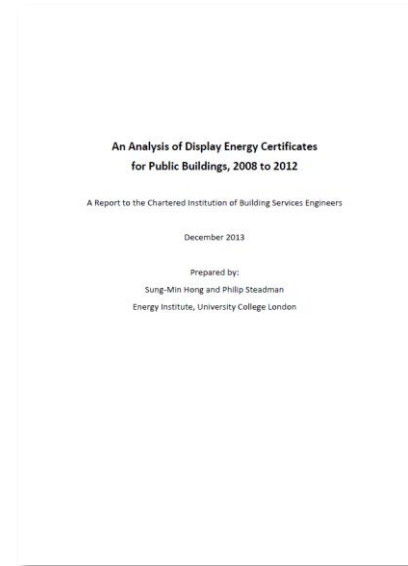 An Analysis of Display Energy Certificates
for Public Buildings, 2008 to 2012
A Report to the Chartered Institution of Building Services Engineers
December 2013
Prepared by:
Sung-Min Hong and Philip Steadman
Energy Institute, University College London